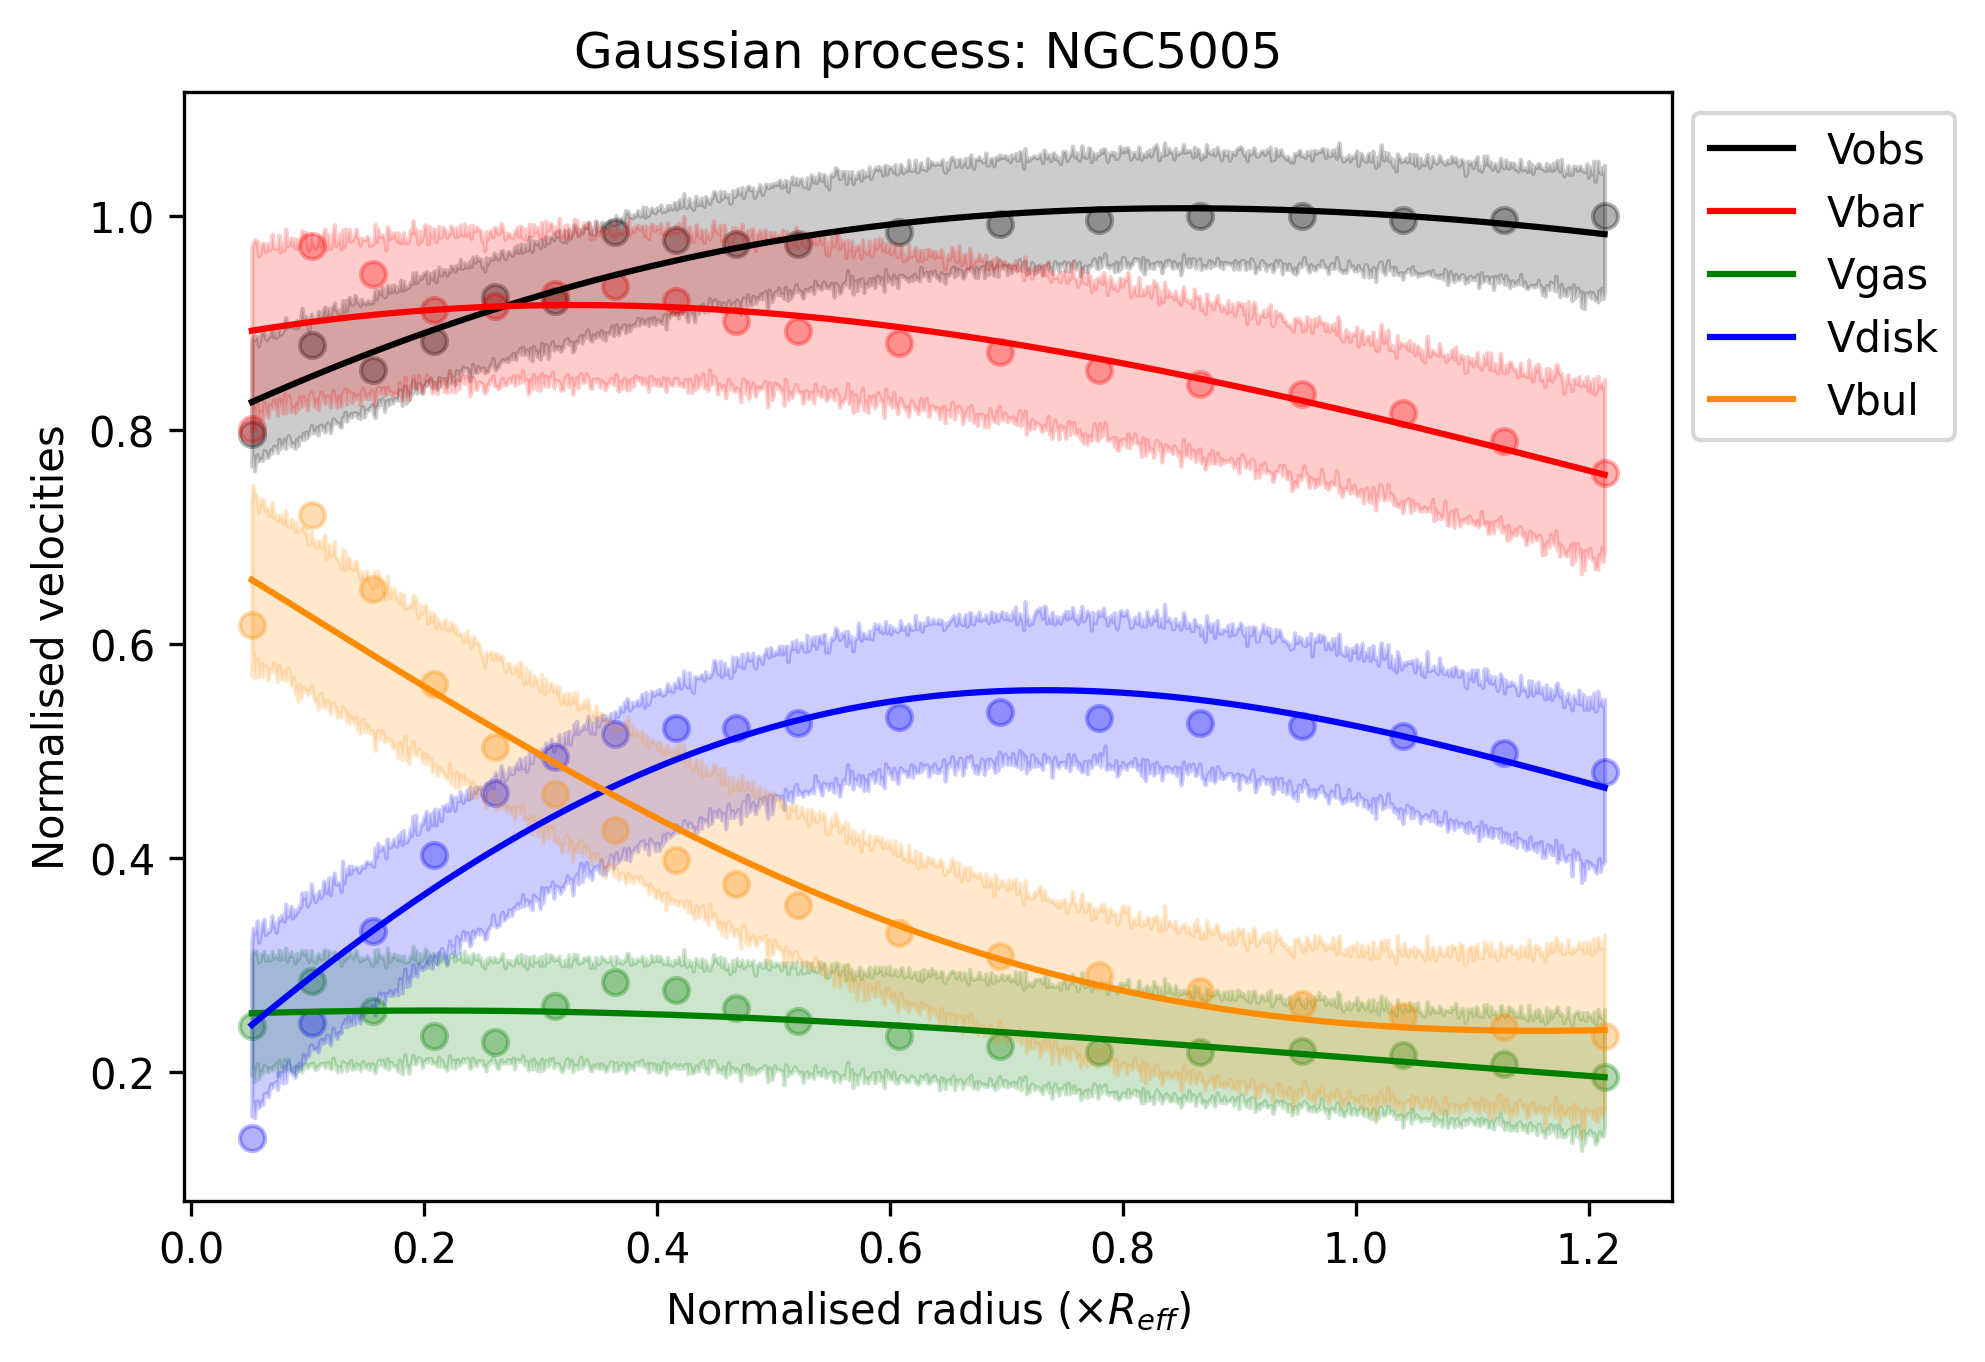 Gaussian process: NGC5005
Vobs
Vbar
Vgas
Vdisk
Vbul
Normalised velocities
1.0
0.8
0.6
0.4
0.2
0.0 0.2 0.4 0.6 0.8 1.0 1.2
Normalised radius (×R_eff)